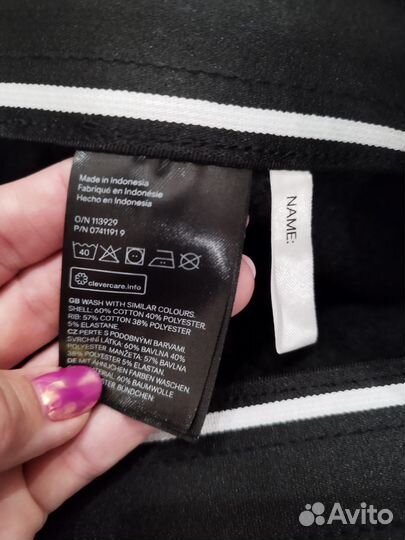 Made in Indonesia
Fabriqué en Indonésie
Hecho en Indonesia
O/N 113929
P/N 0741191 9
40
clevercare.info
GB WASH WITH SIMILAR COLOURS.
SHELL: 60% COTTON 40% POLYESTER.
RIB: 57% COTTON 38% POLYESTER
5% ELASTANE.
CZ PERTE S PODOBNÝMI BARVAMI.
SVRCHNÍ LÁTKA: 60% BAVLNA 40%
POLYESTER. MANŽETA: 57% BAVLNA
38% POLYESTER 5% ELASTAN.
DE MIT ÄHNLICHEN FARBEN WASCHEN
60% BAUMWOLLE
BÜNDCHEN:
NAME:
Avito